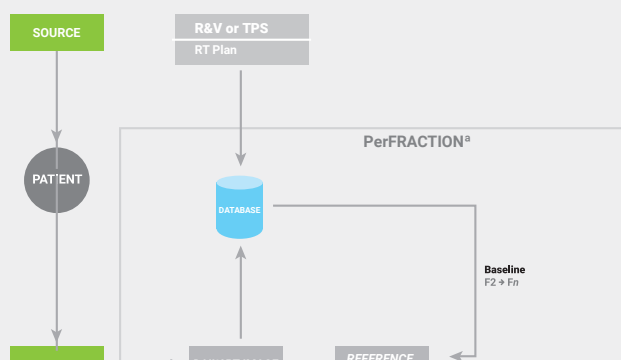 SOURCE
R&V or TPS
RT Plan
PerFRACTIONª
PATIENT
DATABASE
Baseline
F2 → Fn
REFERENCE